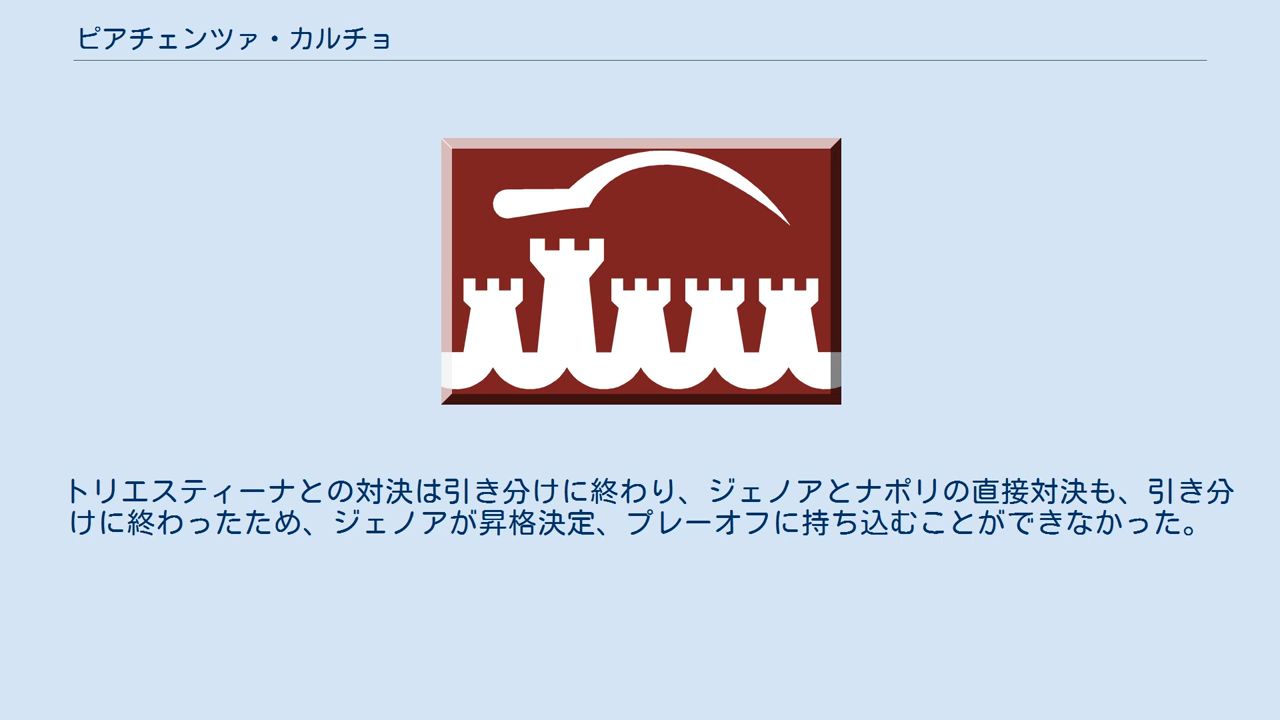 ピアチェンツァ・カルチョ
トリエスティーナとの対決は引き分けに終わり、ジェノアとナポリの直接対決も、引き分
けに終わったため、ジェノアが昇格決定、プレーオフに持ち込むことができなかった。